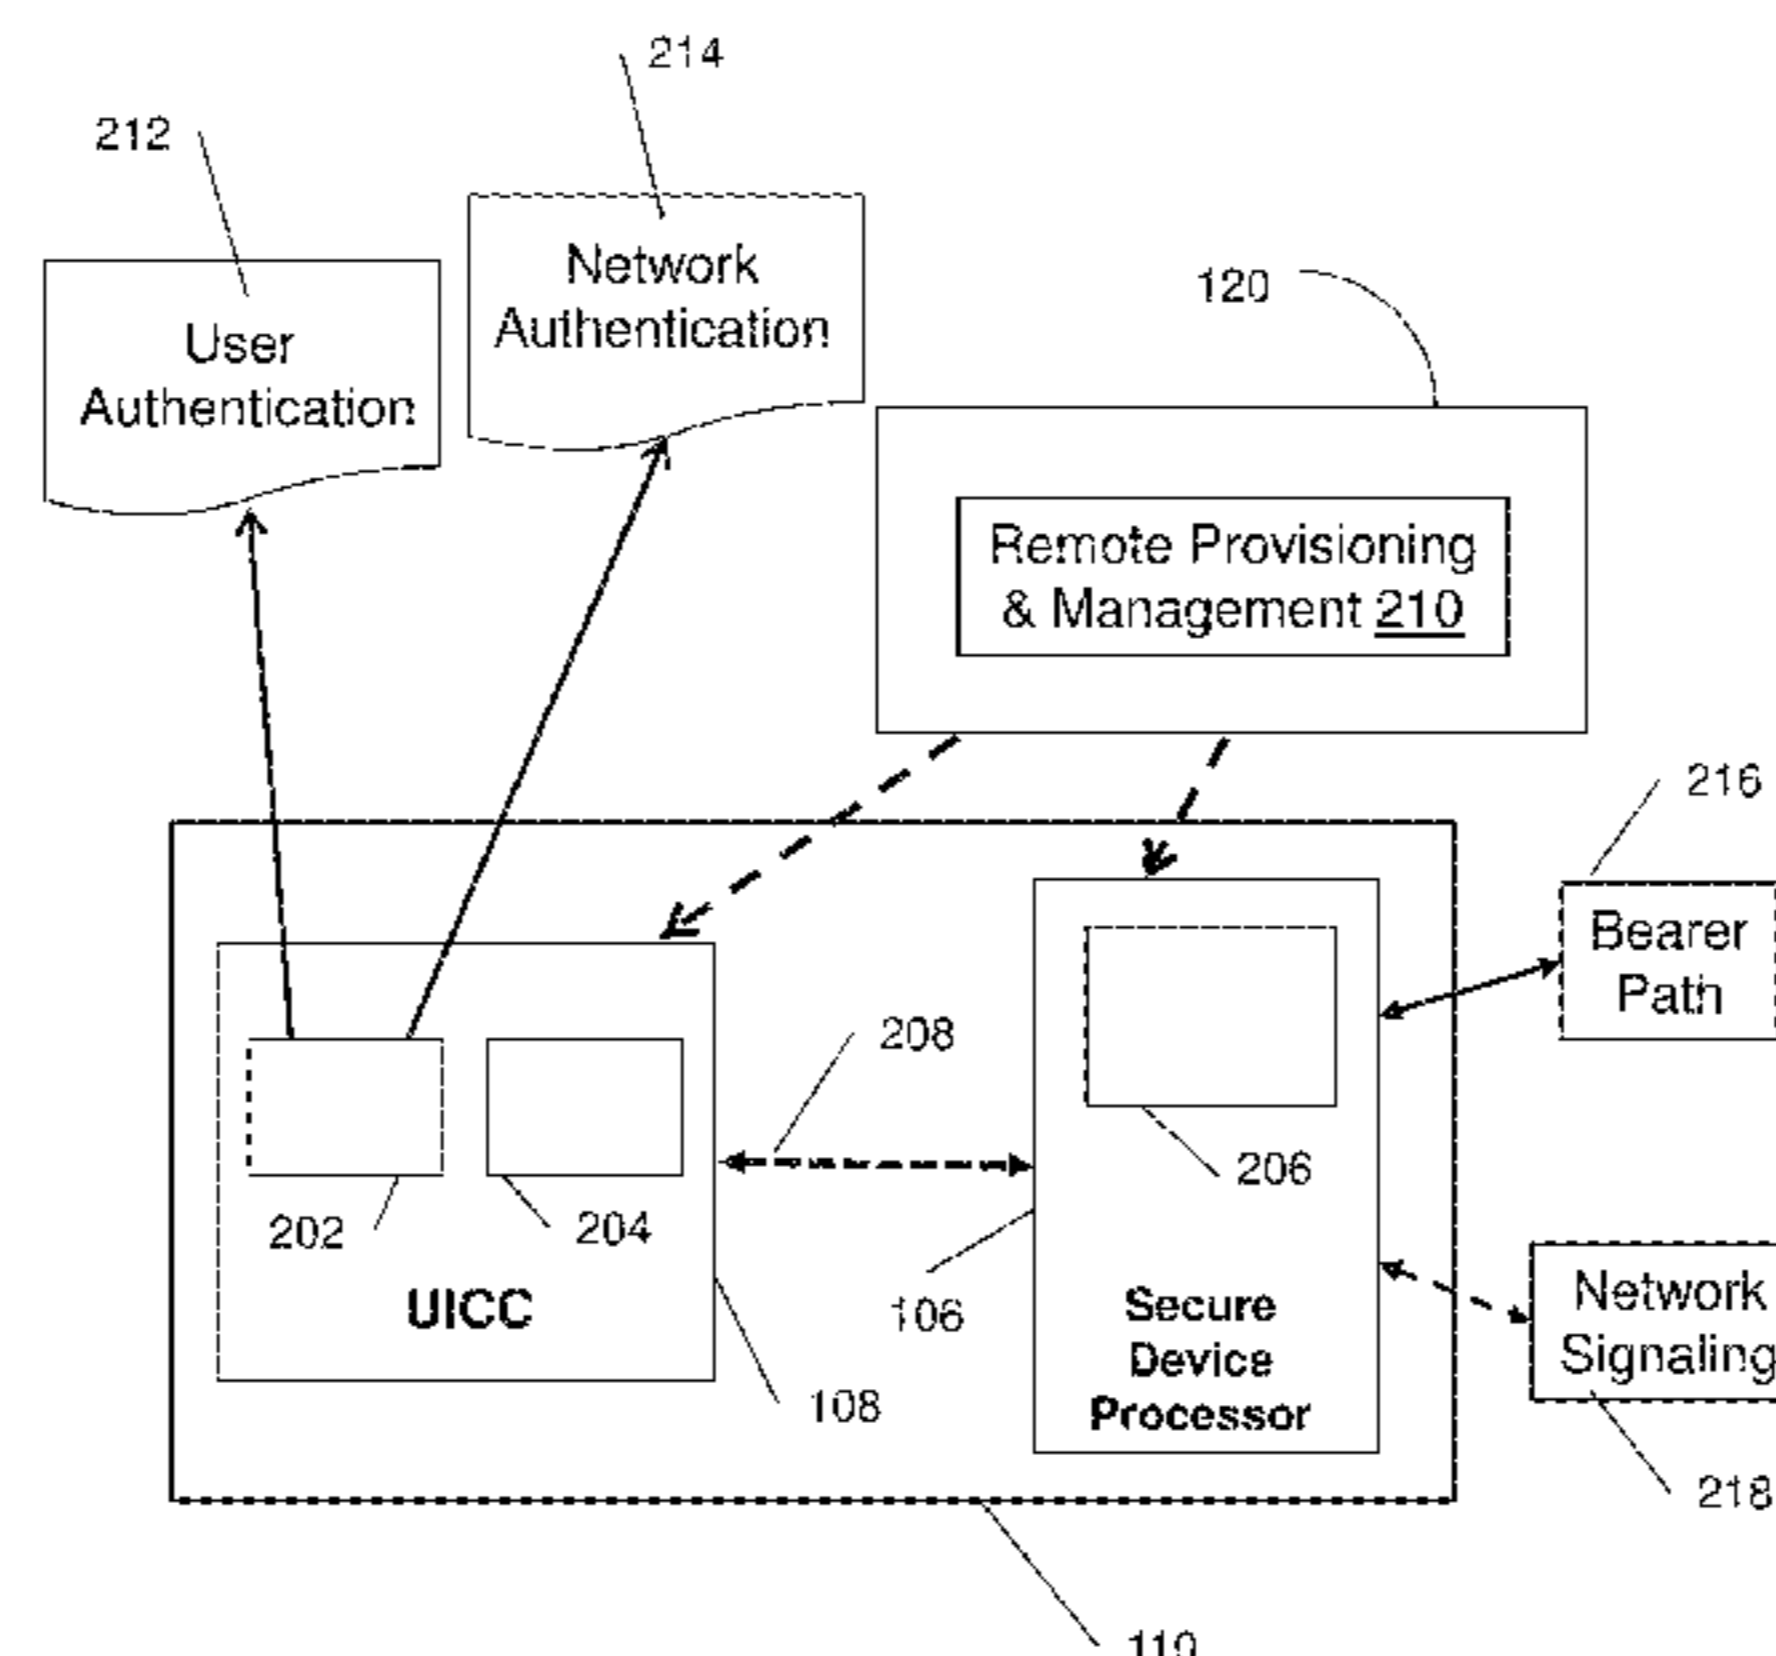 214
212
Network
Authentication
120
User
Authentication
Remote Provisioning
& Management 210
216
Bearer
Path
208
206
202
204
UICC
106
Secure
Device
Processor
Network
Signaling
108
218
110